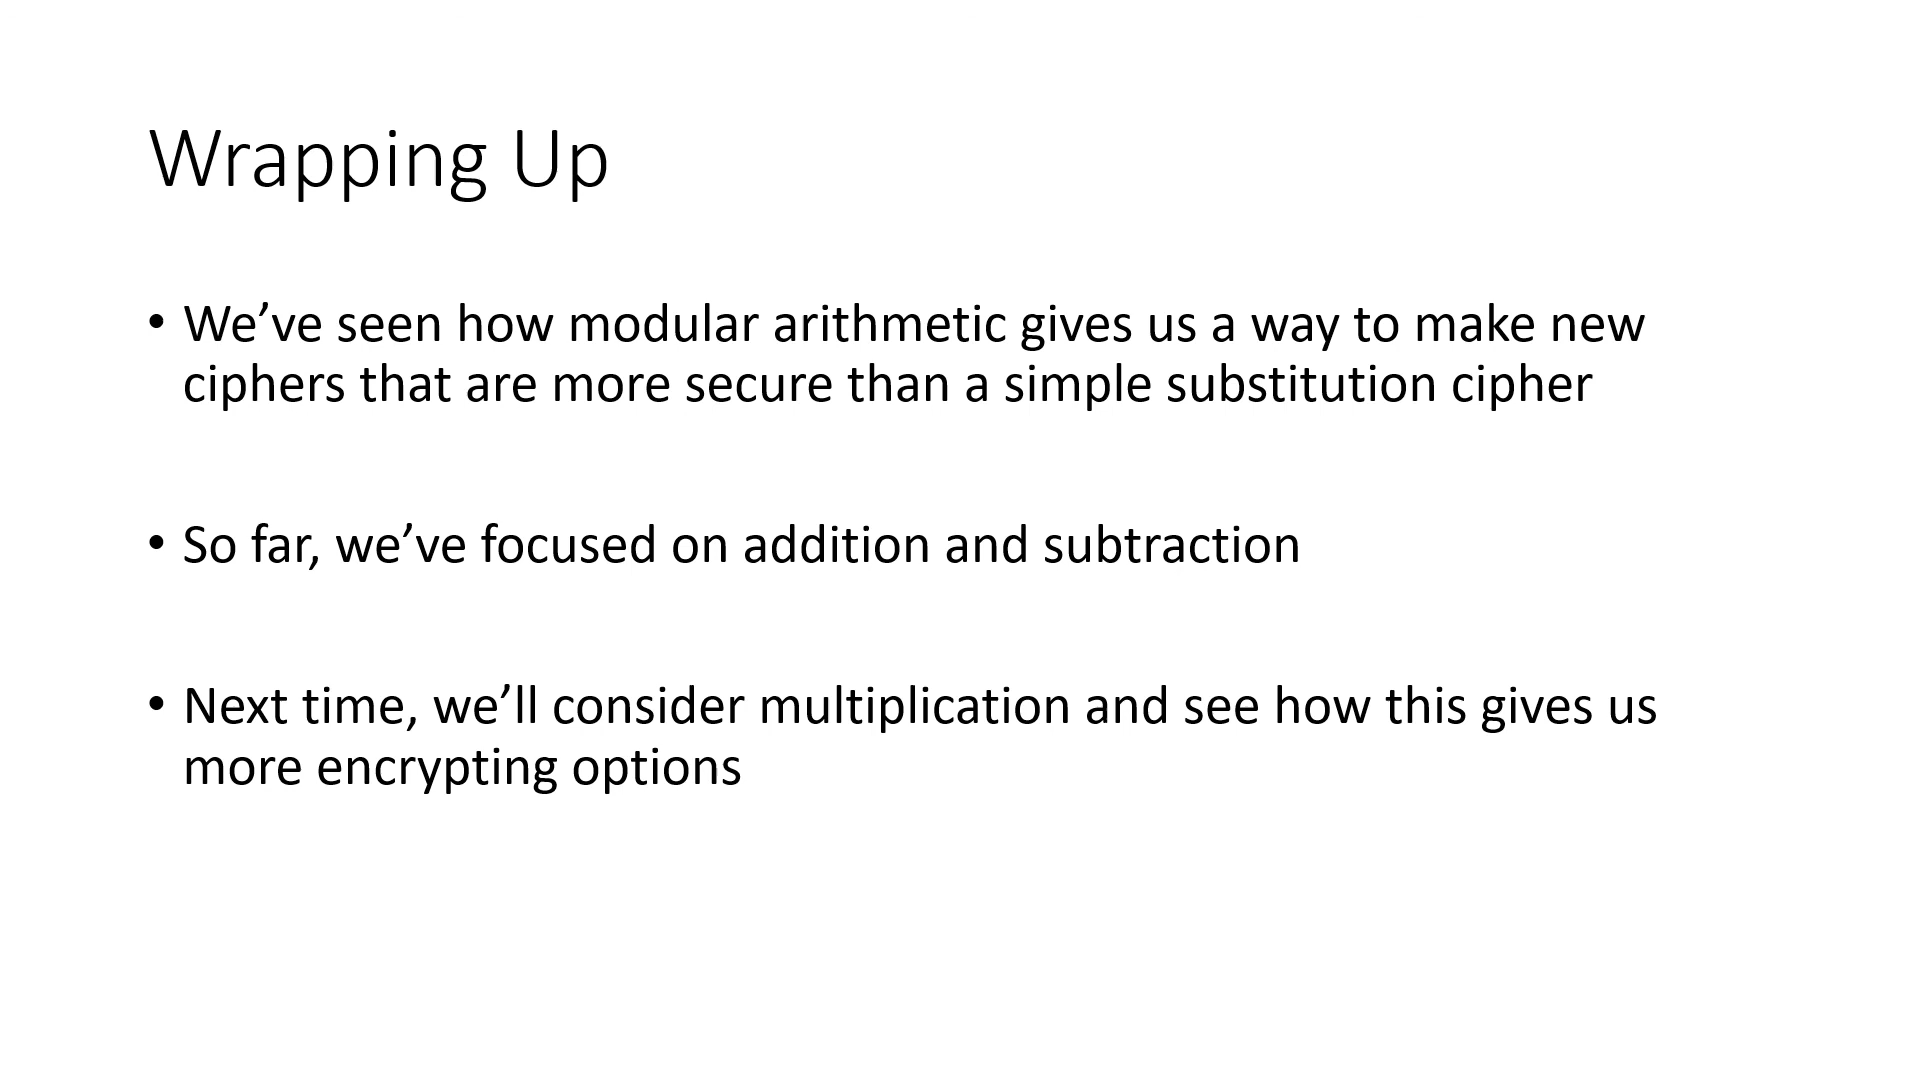 Wrapping Up
• We’ve seen how modular arithmetic gives us a way to make new
ciphers that are more secure than a simple substitution cipher
• So far, we’ve focused on addition and subtraction
• Next time, we’ll consider multiplication and see how this gives us
more encrypting options